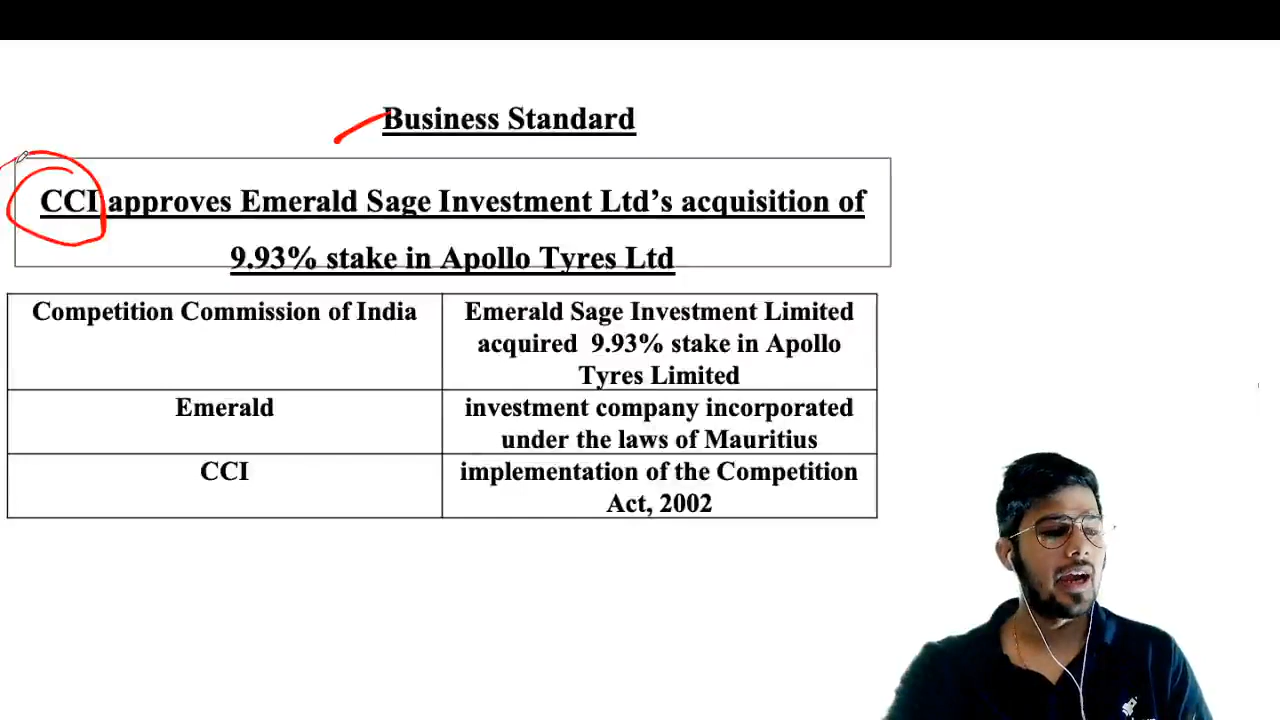 Business Standard
CCI approves Emerald Sage Investment Ltd's acquisition of
9.93% stake in Apollo Tyres Ltd
Competition Commission of India
Emerald Sage Investment Limited
acquired 9.93% stake in Apollo
Tyres Limited
Emerald
investment company incorporated
under the laws of Mauritius
CCI
implementation of the Competition
Act, 2002